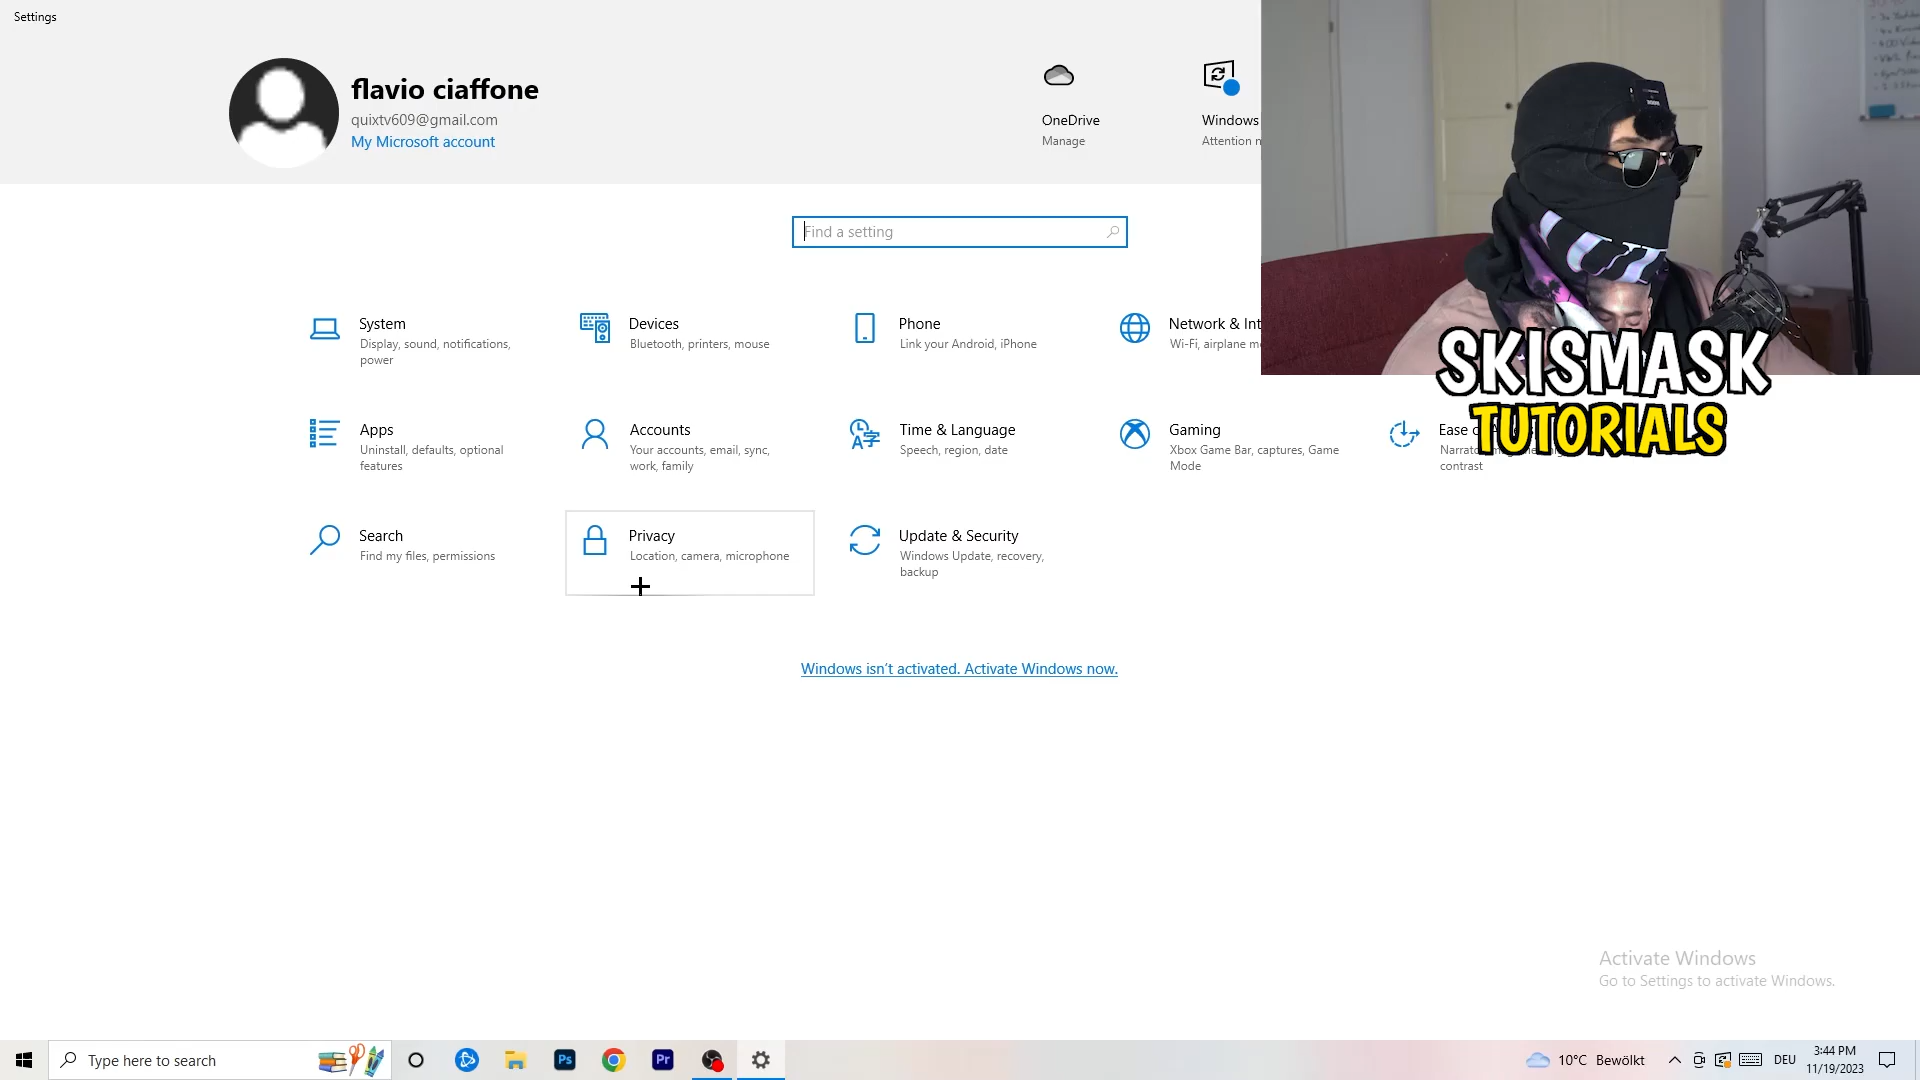 Settings
flavio ciaffone
quixtv609@gmail.com
My Microsoft account
OneDrive
Manage
Windows
Attention
Find a setting
System
Display, sound, notifications,
power
Devices
Bluetooth, printers, mouse
Phone
Link your Android, iPhone
Network & Int
Wi-Fi, airplane
SKISMASK
TUTORIALS
Apps
Uninstall, defaults, optional
features
Accounts
Your accounts, email, sync,
work, family
Time & Language
Speech, region, date
Gaming
Xbox Game Bar, captures, Game
Mode
Ease
contrast
Search
Find my files, permissions
Privacy
Location, camera, microphone
Update & Security
Windows Update, recovery,
backup
Windows isn't activated. Activate Windows now.
Activate Windows
Go to Settings to activate Windows.
Type here to search
Ps
Pr
10°C Bewölkt
DEU
3:44 PM
11/19/2023